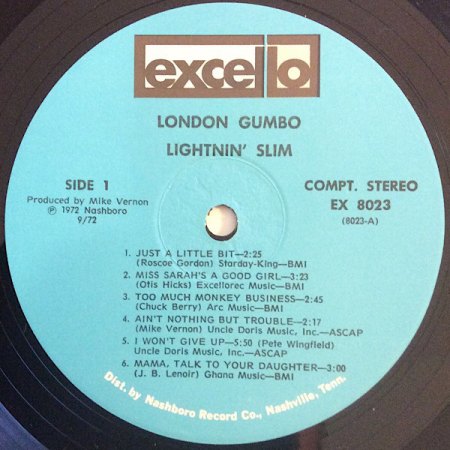 excello
LONDON GUMBO
LIGHTNIN' SLIM
SIDE 1
Produced by Mike Vernon
℗ 1972 Nashboro
9/72
COMPT. STEREO
EX 8023
(8023-A)
1. JUST A LITTLE BIT—2:25
(Roscoe Gordon) Starday-King—BMI
2. MISS SARAH'S A GOOD GIRL—3:23
(Otis Hicks) Excellorec Music—BMI
3. TOO MUCH MONKEY BUSINESS—2:45
(Chuck Berry) Arc Music—BMI
4. AIN'T NOTHING BUT TROUBLE—2:17
(Mike Vernon) Uncle Doris Music, Inc.—ASCAP
5. I WON'T GIVE UP—5:50 (Pete Wingfield)
Uncle Doris Music, Inc.—ASCAP
6. MAMA, TALK TO YOUR DAUGHTER—3:00
(J. B. Lenoir) Ghana Music—BMI
Dist. by Nashboro Record Co., Nashville, Tenn.